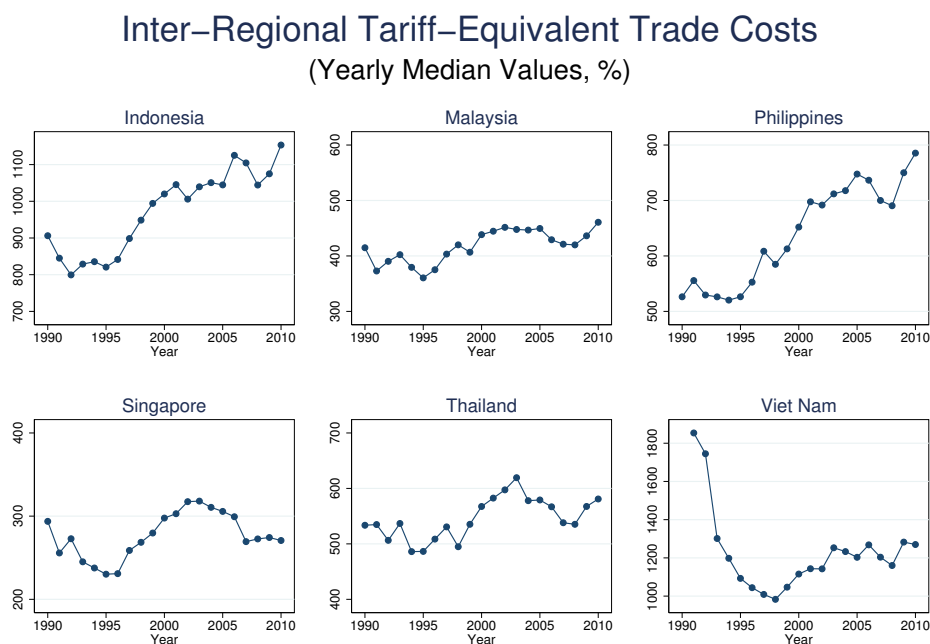 Inter−Regional Tariff−Equivalent Trade Costs
(Yearly Median Values, %)
Indonesia
1100
1000
900
800
700
1990 1995 2000 2005 2010
Year
Malaysia
600
500
400
300
1990 1995 2000 2005 2010
Year
Philippines
800
700
600
500
1990 1995 2000 2005 2010
Year
Singapore
400
300
200
1990 1995 2000 2005 2010
Year
Thailand
700
600
500
400
1990 1995 2000 2005 2010
Year
Viet Nam
1800
1600
1400
1200
1000
1990 1995 2000 2005 2010
Year